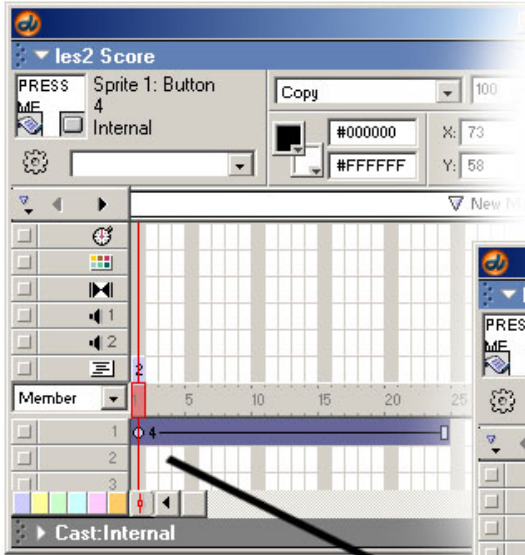 les2 Score
PRESS ME
Sprite 1: Button
4
Internal
Copy
100
#000000
X: 73
#FFFFFF
Y: 58
New
1
2
2
Member
5
10
15
20
25
1
4
2
3
Cast:Internal
PRES
ME